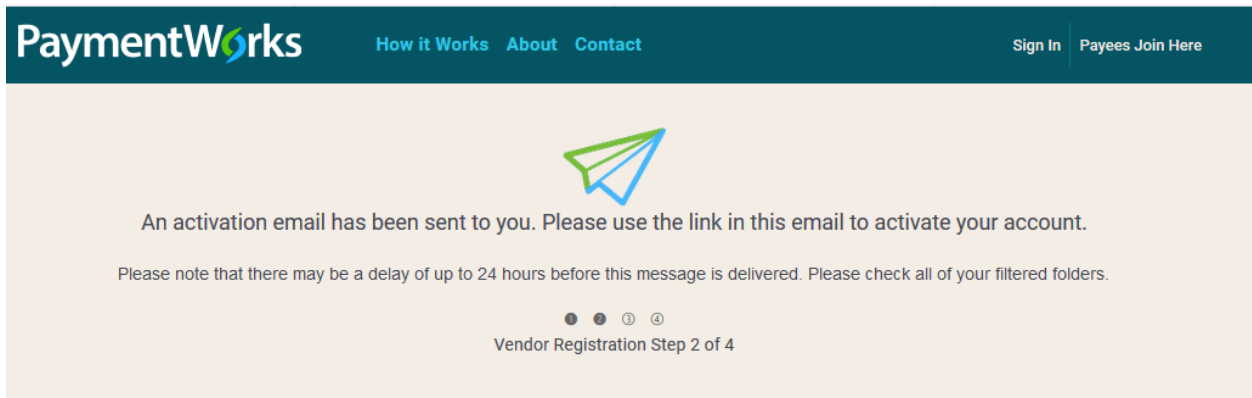 PaymentWorks How it Works About Contact Sign In Payees Join Here
An activation email has been sent to you. Please use the link in this email to activate your account.
Please note that there may be a delay of up to 24 hours before this message is delivered. Please check all of your filtered folders.
❶ ❷ ③ ④
Vendor Registration Step 2 of 4